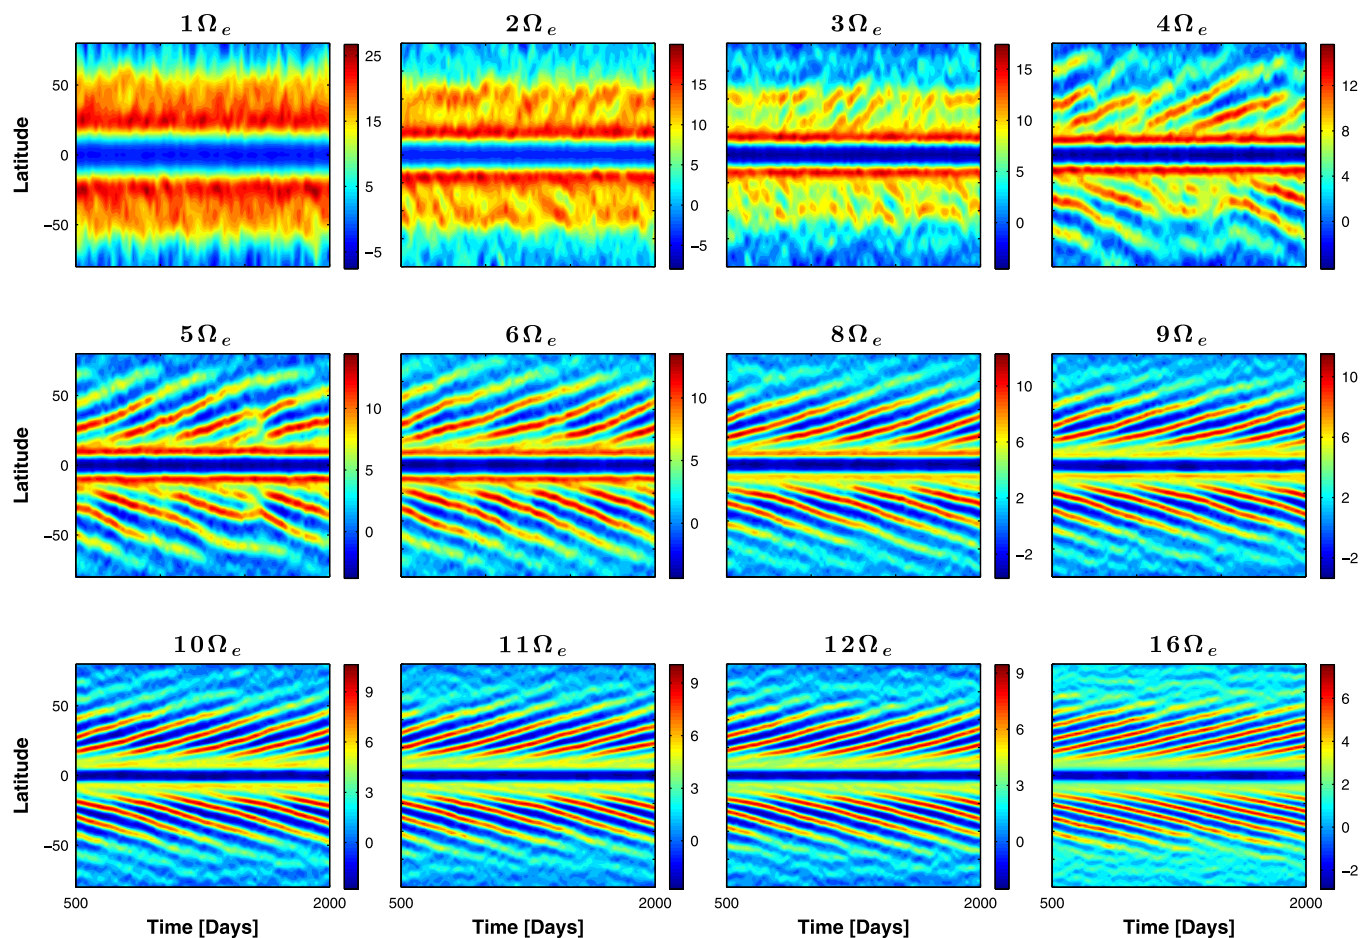 1Ωe 2Ωe 3Ωe 4Ωe
25 15 5 −5
15 10 5 0 −5
15 10 5 0
12 8 4 0
Latitude
50 0 −50
5Ωe 6Ωe 8Ωe 9Ωe
10 5 0
10 5 0
10 6 2 −2
10 6 2 −2
Latitude
50 0 −50
10Ωe 11Ωe 12Ωe 16Ωe
9 6 3 0
9 6 3 0
9 6 3 0
6 4 2 0 −2
Latitude
50 0 −50
500 2000 500 2000 500 2000 500 2000
Time [Days] Time [Days] Time [Days] Time [Days]